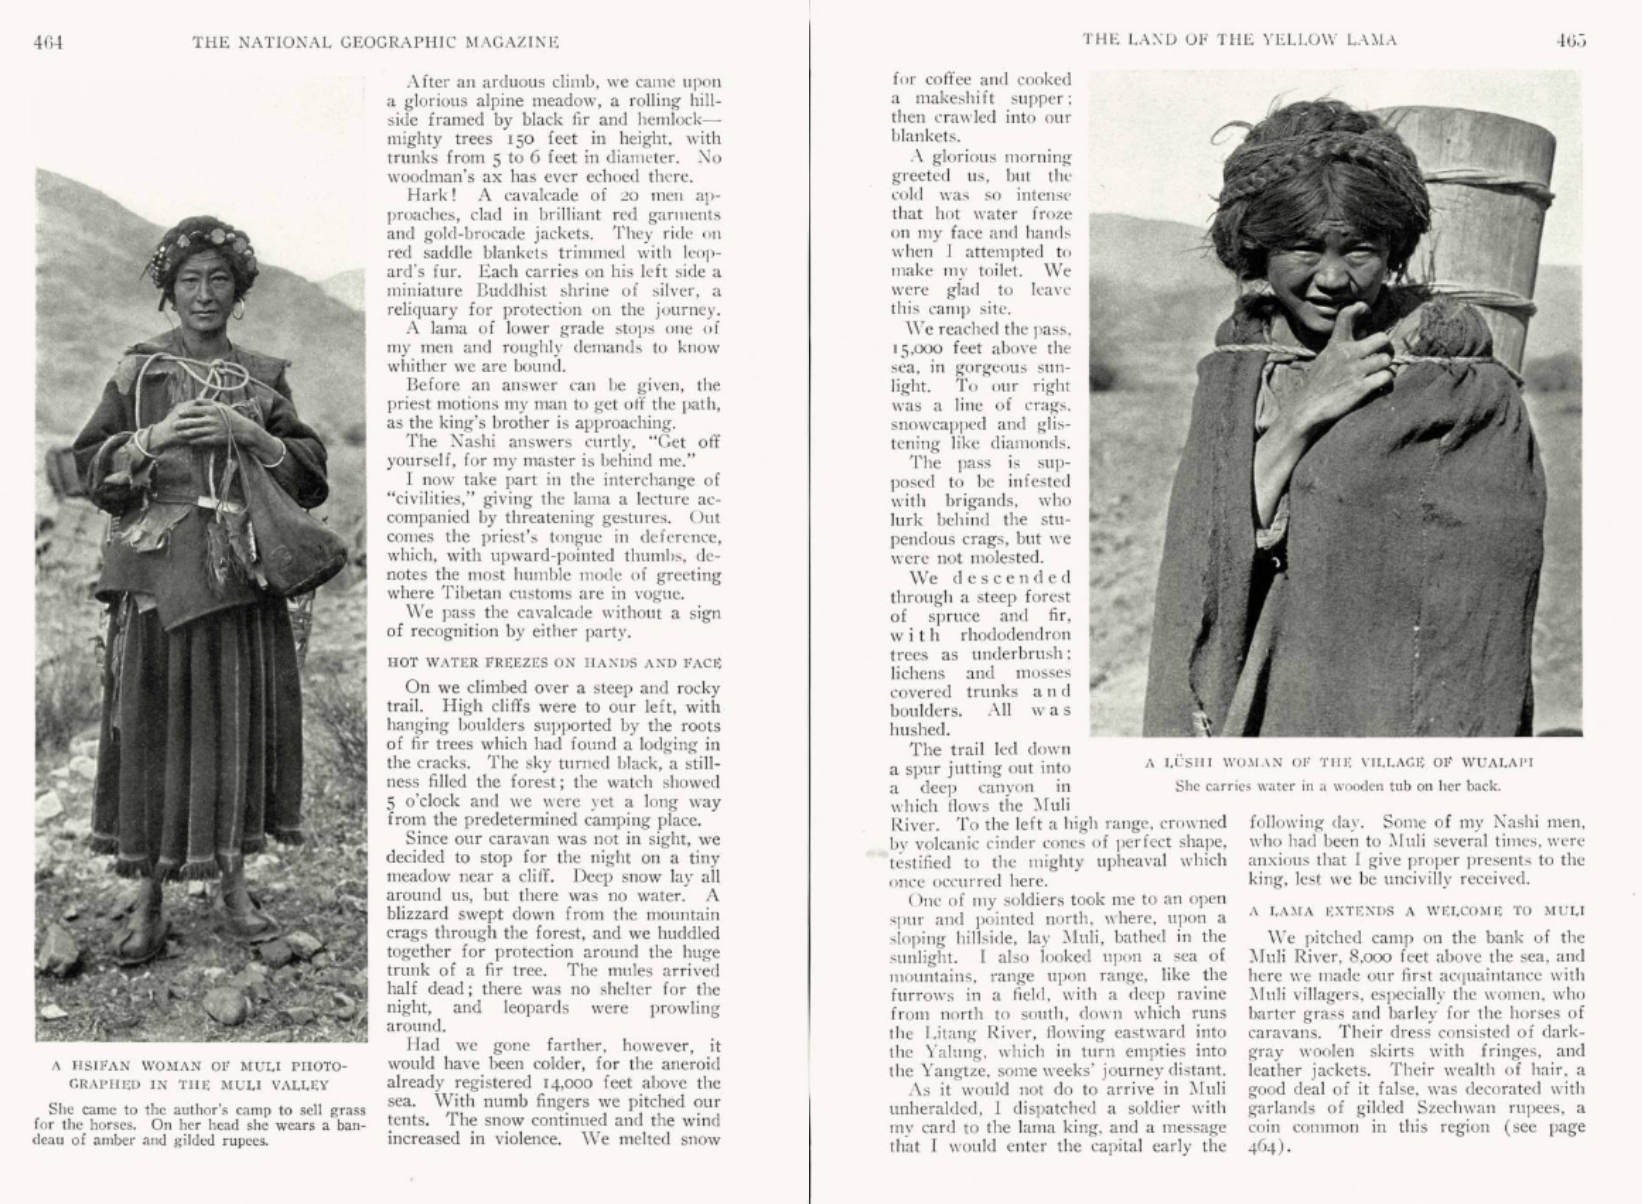 464
THE NATIONAL GEOGRAPHIC MAGAZINE
After an arduous climb, we came upon
a glorious alpine meadow, a rolling hill-
side framed by black fir and hemlock—
mighty trees 150 feet in height, with
trunks from 5 to 6 feet in diameter. No
woodman's ax has ever echoed there.
Hark! A cavalcade of 20 men ap-
proaches, clad in brilliant red garments
and gold-brocade jackets. They ride on
red saddle blankets trimmed with leop-
ard's fur. Each carries on his left side a
miniature Buddhist shrine of silver, a
reliquary for protection on the journey.
A lama of lower grade stops one of
my men and roughly demands to know
whither we are bound.
Before an answer can be given, the
priest motions my man to get off the path,
as the king's brother is approaching.
The Nashi answers curtly, "Get off
yourself, for my master is behind me."
I now take part in the interchange of
"civilities," giving the lama a lecture ac-
companied by threatening gestures. Out
comes the priest's tongue in deference,
which, with upward-pointed thumbs, de-
notes the most humble mode of greeting
where Tibetan customs are in vogue.
We pass the cavalcade without a sign
of recognition by either party.
HOT WATER FREEZES ON HANDS AND FACE
On we climbed over a steep and rocky
trail. High cliffs were to our left, with
hanging boulders supported by the roots
of fir trees which had found a lodging in
the cracks. The sky turned black, a still-
ness filled the forest; the watch showed
5 o'clock and we were yet a long way
from the predetermined camping place.
Since our caravan was not in sight, we
decided to stop for the night on a tiny
meadow near a cliff. Deep snow lay all
around us, but there was no water. A
blizzard swept down from the mountain
crags through the forest, and we huddled
together for protection around the huge
trunk of a fir tree. The mules arrived
half dead; there was no shelter for the
night, and leopards were prowling
around.
Had we gone farther, however, it
would have been colder, for the aneroid
already registered 14,000 feet above the
sea. With numb fingers we pitched our
tents. The snow continued and the wind
increased in violence. We melted snow
A HSIFAN WOMAN OF MULI PHOTO-
GRAPHED IN THE MULI VALLEY
She came to the author's camp to sell grass
for the horses. On her head she wears a ban-
deau of amber and gilded rupees.
THE LAND OF THE YELLOW LAMA
465
for coffee and cooked
a makeshift supper;
then crawled into our
blankets.
A glorious morning
greeted us, but the
cold was so intense
that hot water froze
on my face and hands
when I attempted to
make my toilet. We
were glad to leave
this camp site.
We reached the pass,
15,000 feet above the
sea, in gorgeous sun-
light. To our right
was a line of crags,
snowcapped and glis-
tening like diamonds.
The pass is sup-
posed to be infested
with brigands, who
lurk behind the stu-
pendous crags, but we
were not molested.
We descended
through a steep forest
of spruce and fir,
with rhododendron
trees as underbrush;
lichens and mosses
covered trunks and
boulders. All was
hushed.
The trail led down
a spur jutting out into
a deep canyon in
which flows the Muli
River. To the left a high range, crowned
by volcanic cinder cones of perfect shape,
testified to the mighty upheaval which
once occurred here.
One of my soldiers took me to an open
spur and pointed north, where, upon a
sloping hillside, lay Muli, bathed in the
sunlight. I also looked upon a sea of
mountains, range upon range, like the
furrows in a field, with a deep ravine
from north to south, down which runs
the Litang River, flowing eastward into
the Yalung, which in turn empties into
the Yangtze, some weeks' journey distant.
As it would not do to arrive in Muli
unheralded, I dispatched a soldier with
my card to the lama king, and a message
that I would enter the capital early the
A LÜSHI WOMAN OF THE VILLAGE OF WUALAPI
She carries water in a wooden tub on her back.
following day. Some of my Nashi men,
who had been to Muli several times, were
anxious that I give proper presents to the
king, lest we be uncivilly received.
A LAMA EXTENDS A WELCOME TO MULI
We pitched camp on the bank of the
Muli River, 8,000 feet above the sea, and
here we made our first acquaintance with
Muli villagers, especially the women, who
barter grass and barley for the horses of
caravans. Their dress consisted of dark-
gray woolen skirts with fringes, and
leather jackets. Their wealth of hair, a
good deal of it false, was decorated with
garlands of gilded Szechwan rupees, a
coin common in this region (see page
464).